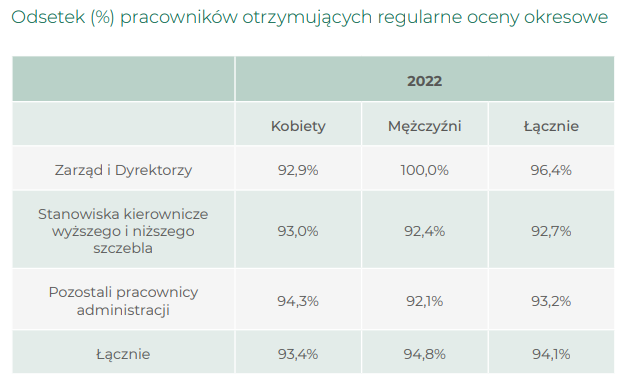 Odsetek (%) pracowników otrzymujących regularne oceny okresowe
2022
Kobiety Mężczyźni Łącznie
Zarząd i Dyrektorzy 92,9% 100,0% 96,4%
Stanowiska kierownicze
wyższego i niższego 93,0% 92,4% 92,7%
szczebla
Pozostali pracownicy
administracji 94,3% 92,1% 93,2%
Łącznie 93,4% 94,8% 94,1%